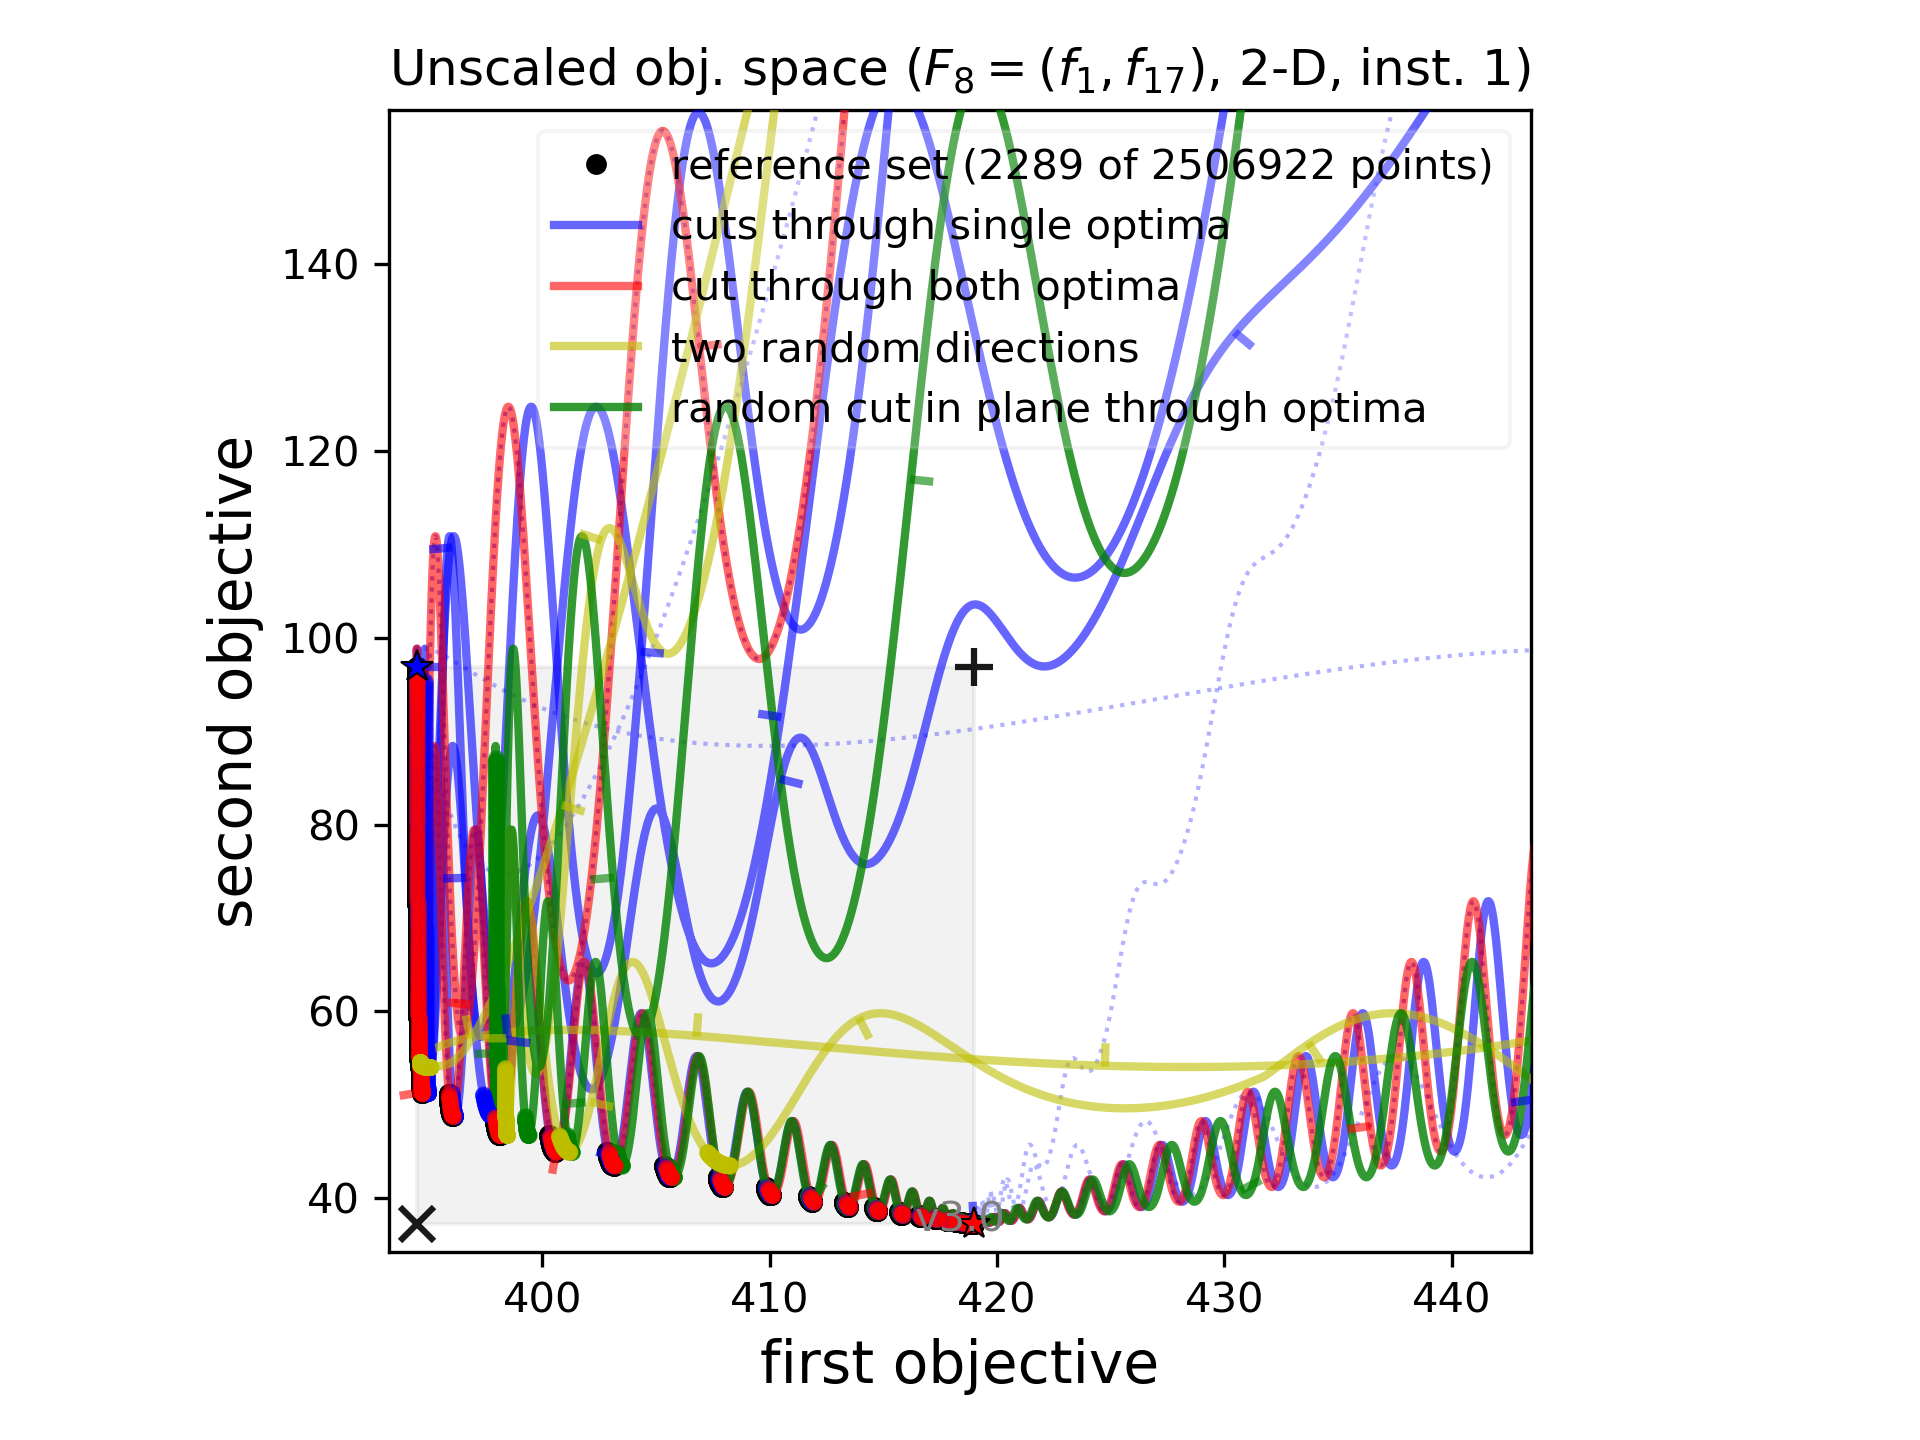 Unscaled obj. space (F₈ = (f₁, f₁₇), 2-D, inst. 1)
reference set (2289 of 2506922 points)
cuts through single optima
cut through both optima
two random directions
random cut in plane through optima
second objective
140
120
100
80
60
40
V3.0
400
410
420
430
440
first objective